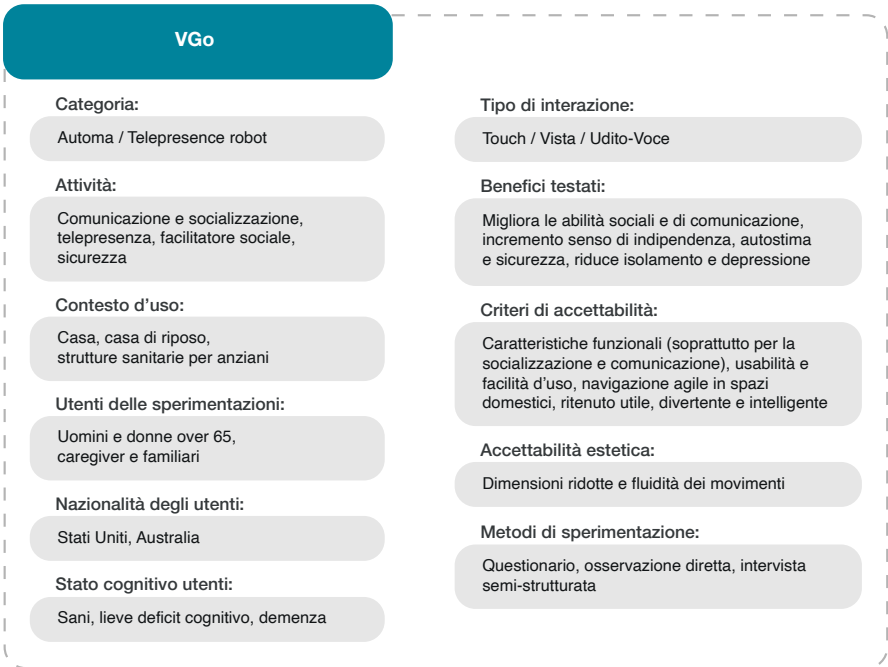 VGo
Categoria:
Automa / Telepresence robot
Attività:
Comunicazione e socializzazione,
telepresenza, facilitatore sociale,
sicurezza
Contesto d’uso:
Casa, casa di riposo,
strutture sanitarie per anziani
Utenti delle sperimentazioni:
Uomini e donne over 65,
caregiver e familiari
Nazionalità degli utenti:
Stati Uniti, Australia
Stato cognitivo utenti:
Sani, lieve deficit cognitivo, demenza
Tipo di interazione:
Touch / Vista / Udito-Voce
Benefici testati:
Migliora le abilità sociali e di comunicazione,
incremento senso di indipendenza, autostima
e sicurezza, riduce isolamento e depressione
Criteri di accettabilità:
Caratteristiche funzionali (soprattutto per la
socializzazione e comunicazione), usabilità e
facilità d’uso, navigazione agile in spazi
domestici, ritenuto utile, divertente e intelligente
Accettabilità estetica:
Dimensioni ridotte e fluidità dei movimenti
Metodi di sperimentazione:
Questionario, osservazione diretta, intervista
semi-strutturata